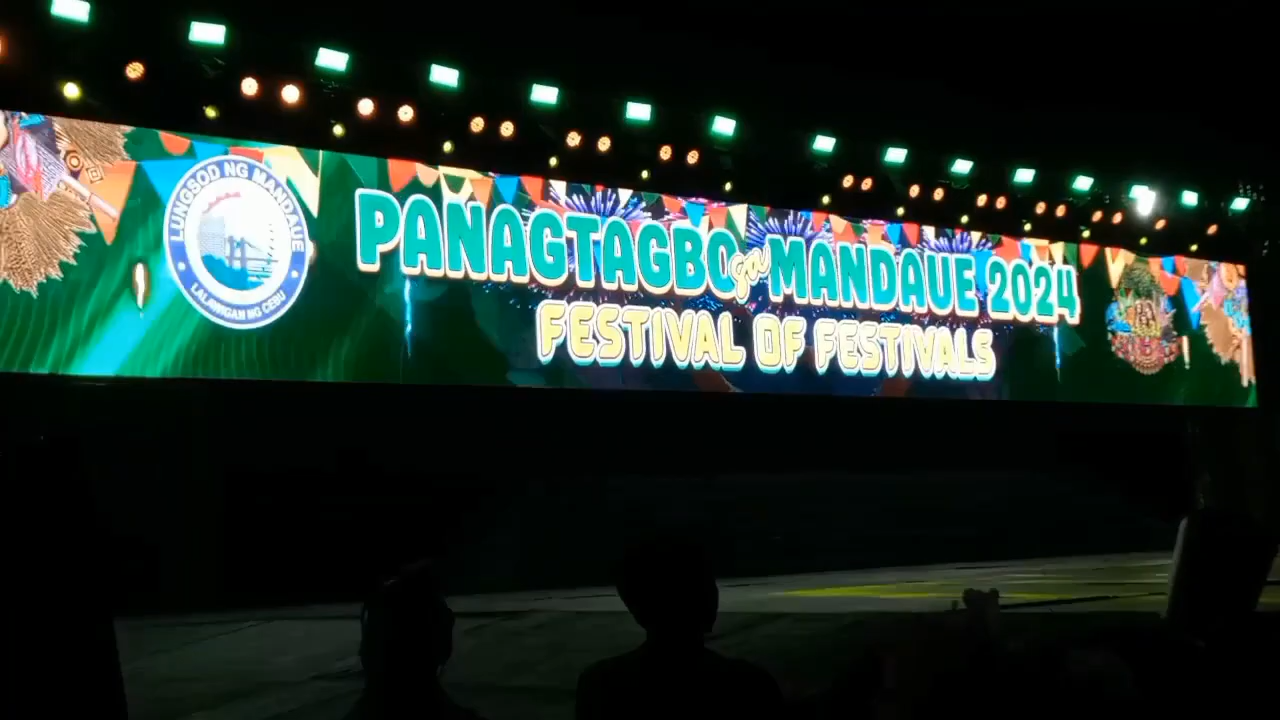 LUNGSOD NG MANDAUE
LALAWIGAN NG CEBU
PANAGTAGBO sa MANDAUE 2024
FESTIVAL OF FESTIVALS